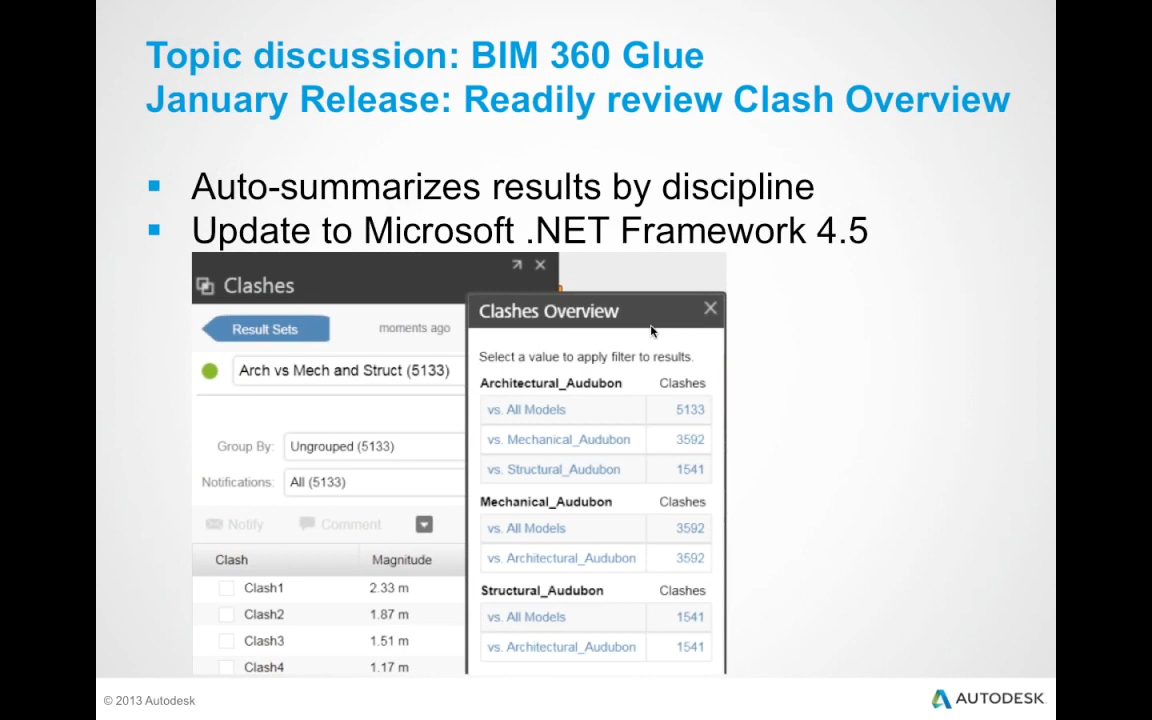 Topic discussion: BIM 360 Glue
January Release: Readily review Clash Overview
Auto-summarizes results by discipline
Update to Microsoft .NET Framework 4.5
Clashes
Result Sets
moments ago
Arch vs Mech and Struct (5133)
Group By: Ungrouped (5133)
Notifications: All (5133)
Notify
Comment
Clash Magnitude
Clash1 2.33 m
Clash2 1.87 m
Clash3 1.51 m
Clash4 1.17 m
Clashes Overview
Select a value to apply filter to results.
Architectural_Audubon Clashes
vs. All Models 5133
vs. Mechanical_Audubon 3592
vs. Structural_Audubon 1541
Mechanical_Audubon Clashes
vs. All Models 3592
vs. Architectural_Audubon 3592
Structural_Audubon Clashes
vs. All Models 1541
vs. Architectural_Audubon 1541
© 2013 Autodesk
AUTODESK